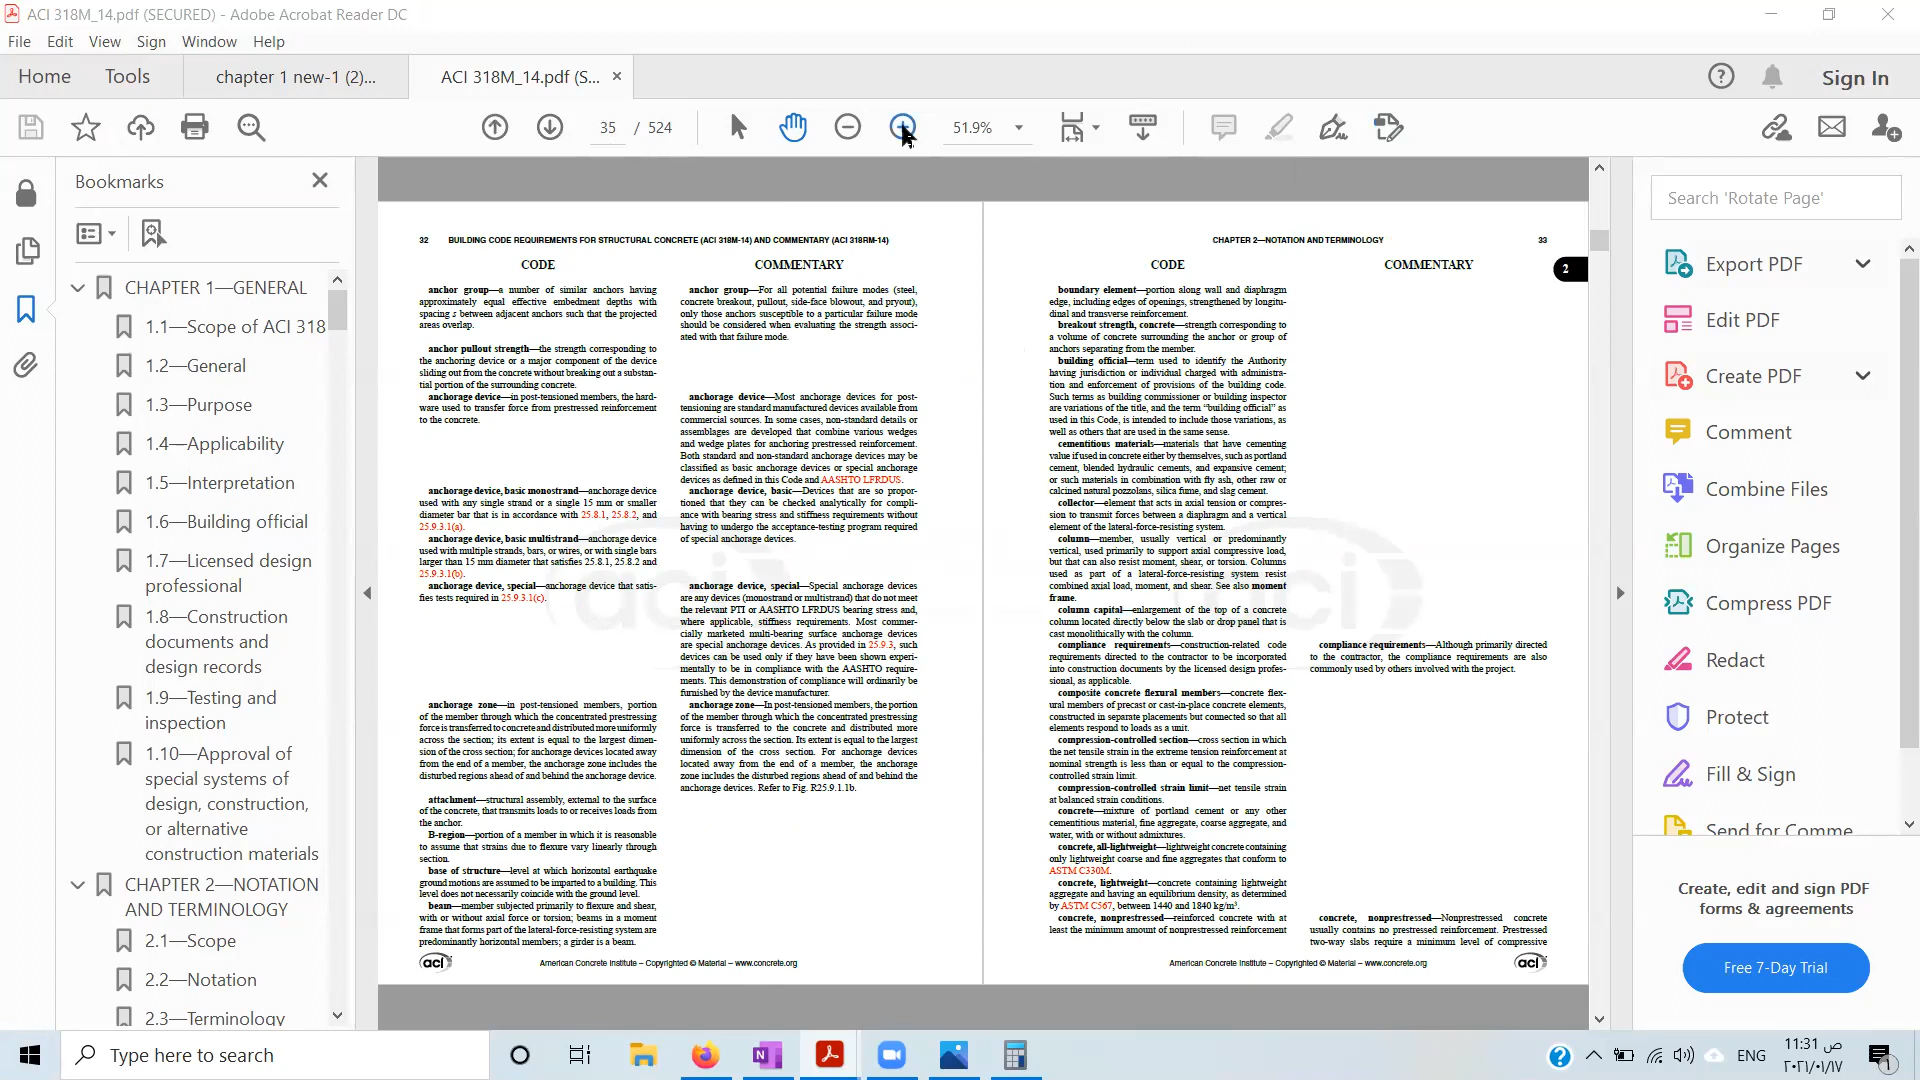 ACI 318M_14.pdf (SECURED) - Adobe Acrobat Reader DC
File Edit View Sign Window Help
Home Tools chapter 1 new-1 (2)... ACI 318M_14.pdf (S... Sign In
35 / 524 51.9%
Bookmarks
CHAPTER 1—GENERAL
1.1—Scope of ACI 318
1.2—General
1.3—Purpose
1.4—Applicability
1.5—Interpretation
1.6—Building official
1.7—Licensed design
professional
1.8—Construction
documents and
design records
1.9—Testing and
inspection
1.10—Approval of
special systems of
design, construction,
or alternative
construction materials
CHAPTER 2—NOTATION
AND TERMINOLOGY
2.1—Scope
2.2—Notation
2.3—Terminology
32 BUILDING CODE REQUIREMENTS FOR STRUCTURAL CONCRETE (ACI 318M-14) AND COMMENTARY (ACI 318RM-14)
CODE
anchor group—a number of similar anchors having
approximately equal effective embedment depths with
spacing s between adjacent anchors such that the projected
areas overlap.
anchor pullout strength—the strength corresponding to
the anchoring device or a major component of the device
sliding out from the concrete without breaking out a substan-
tial portion of the surrounding concrete.
anchorage device—in post-tensioned members, the hard-
ware used to transfer force from prestressed reinforcement
to the concrete.
anchorage device, basic monostrand—anchorage device
used with any single strand or a single 15 mm or smaller
diameter bar that is in accordance with 25.8.1, 25.8.2, and
25.9.3.1(a).
anchorage device, basic multistrand—anchorage device
used with multiple strands, bars, or wires, or with single bars
larger than 15 mm diameter that satisfies 25.8.1, 25.8.2 and
25.9.3.1(b).
anchorage device, special—anchorage device that satis-
fies tests required in 25.9.3.1(c).
anchorage zone—in post-tensioned members, portion
of the member through which the concentrated prestressing
force is transferred to concrete and distributed more uniformly
across the section; its extent is equal to the largest dimen-
sion of the cross section; for anchorage devices located away
from the end of a member, the anchorage zone includes the
disturbed regions ahead of and behind the anchorage device.
attachment—structural assembly, external to the surface
of the concrete, that transmits loads to or receives loads from
the anchor.
B-region—portion of a member in which it is reasonable
to assume that strains due to flexure vary linearly through
section.
base of structure—level at which horizontal earthquake
ground motions are assumed to be imparted to a building. This
level does not necessarily coincide with the ground level.
beam—member subjected primarily to flexure and shear,
with or without axial force or torsion; beams in a moment
frame that forms part of the lateral-force-resisting system are
predominantly horizontal members; a girder is a beam.
COMMENTARY
anchor group—For all potential failure modes (steel,
concrete breakout, pullout, side-face blowout, and pryout),
only those anchors susceptible to a particular failure mode
should be considered when evaluating the strength associ-
ated with that failure mode.
anchorage device—Most anchorage devices for post-
tensioning are standard manufactured devices available from
commercial sources. In some cases, non-standard details or
assemblages are developed that combine various wedges
and wedge plates for anchoring prestressed reinforcement.
Both standard and non-standard anchorage devices may be
classified as basic anchorage devices or special anchorage
devices as defined in this Code and AASHTO LFRDUS.
anchorage device, basic—Devices that are so propor-
tioned that they can be checked analytically for compli-
ance with bearing stress and stiffness requirements without
having to undergo the acceptance-testing program required
of special anchorage devices.
anchorage device, special—Special anchorage devices
are any devices (monostrand or multistrand) that do not meet
the relevant PTI or AASHTO LFRDUS bearing stress and,
where applicable, stiffness requirements. Most commer-
cially marketed multi-bearing surface anchorage devices
are special anchorage devices. As provided in 25.9.3, such
devices can be used only if they have been shown experi-
mentally to be in compliance with the AASHTO require-
ments. This demonstration of compliance will ordinarily be
furnished by the device manufacturer.
anchorage zone—In post-tensioned members, the portion
of the member through which the concentrated prestressing
force is transferred to the concrete and distributed more
uniformly across the section. Its extent is equal to the largest
dimension of the cross section. For anchorage devices
located away from the end of a member, the anchorage
zone includes the disturbed regions ahead of and behind the
anchorage devices. Refer to Fig. R25.9.1.1b.
aci American Concrete Institute – Copyrighted © Material – www.concrete.org
CHAPTER 2—NOTATION AND TERMINOLOGY 33
2
CODE
boundary element—portion along wall and diaphragm
edge, including edges of openings, strengthened by longitu-
dinal and transverse reinforcement.
breakout strength, concrete—strength corresponding to
a volume of concrete surrounding the anchor or group of
anchors separating from the member.
building official—term used to identify the Authority
having jurisdiction or individual charged with administra-
tion and enforcement of provisions of the building code.
Such terms as building commissioner or building inspector
are variations of the title, and the term “building official” as
used in this Code, is intended to include those variations, as
well as others that are used in the same sense.
cementitious materials—materials that have cementing
value if used in concrete either by themselves, such as portland
cement, blended hydraulic cements, and expansive cement;
or such materials in combination with fly ash, other raw or
calcined natural pozzolans, silica fume, and slag cement.
collector—element that acts in axial tension or compres-
sion to transmit forces between a diaphragm and a vertical
element of the lateral-force-resisting system.
column—member, usually vertical or predominantly
vertical, used primarily to support axial compressive load,
but that can also resist moment, shear, or torsion. Columns
used as part of a lateral-force-resisting system resist
combined axial load, moment, and shear. See also moment
frame.
column capital—enlargement of the top of a concrete
column located directly below the slab or drop panel that is
cast monolithically with the column.
compliance requirements—construction-related code
requirements directed to the contractor to be incorporated
into construction documents by the licensed design profes-
sional, as applicable.
composite concrete flexural members—concrete flex-
ural members of precast or cast-in-place concrete elements,
constructed in separate placements but connected so that all
elements respond to loads as a unit.
compression-controlled section—cross section in which
the net tensile strain in the extreme tension reinforcement at
nominal strength is less than or equal to the compression-
controlled strain limit.
compression-controlled strain limit—net tensile strain
at balanced strain conditions.
concrete—mixture of portland cement or any other
cementitious material, fine aggregate, coarse aggregate, and
water, with or without admixtures.
concrete, all-lightweight—lightweight concrete containing
only lightweight coarse and fine aggregates that conform to
ASTM C330M.
concrete, lightweight—concrete containing lightweight
aggregate and having an equilibrium density, as determined
by ASTM C567, between 1440 and 1840 kg/m³.
concrete, nonprestressed—reinforced concrete with at
least the minimum amount of nonprestressed reinforcement
COMMENTARY
compliance requirements—Although primarily directed
to the contractor, the compliance requirements are also
commonly used by others involved with the project.
concrete, nonprestressed—Nonprestressed concrete
usually contains no prestressed reinforcement. Prestressed
two-way slabs require a minimum level of compressive
American Concrete Institute – Copyrighted © Material – www.concrete.org aci
aci aci
Search 'Rotate Page'
Export PDF
Edit PDF
Create PDF
Comment
Combine Files
Organize Pages
Compress PDF
Redact
Protect
Fill & Sign
Send for Comme
Create, edit and sign PDF
forms & agreements
Free 7-Day Trial
Type here to search
ENG
11:31 ص
٢٠٢١/٠١/١٧
1